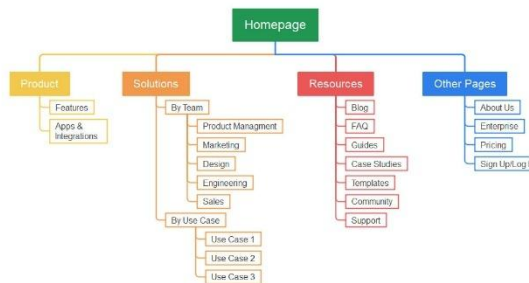 Homepage
Product
Features
Apps &
Integrations
Solutions
By Team
Product Managment
Marketing
Design
Engineering
Sales
By Use Case
Use Case 1
Use Case 2
Use Case 3
Resources
Blog
FAQ
Guides
Case Studies
Templates
Community
Support
Other Pages
About Us
Enterprise
Pricing
Sign Up/Log